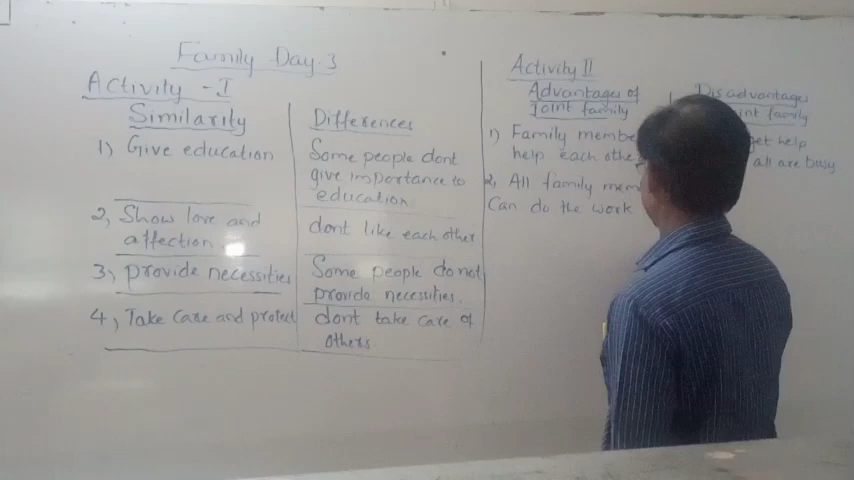 Family Day 3
Activity - I
Similarity
1) Give education
2, Show love and
affection
3, provide necessities
4, Take care and protect
Differences
Some people dont
give importance to
education
dont like each other
Some people do not
provide necessities.
dont take care of
others
Activity II
Advantages of
Joint family
1) Family
help each
2, All family
Can do the work
Disadvantages
family
get help
all are busy